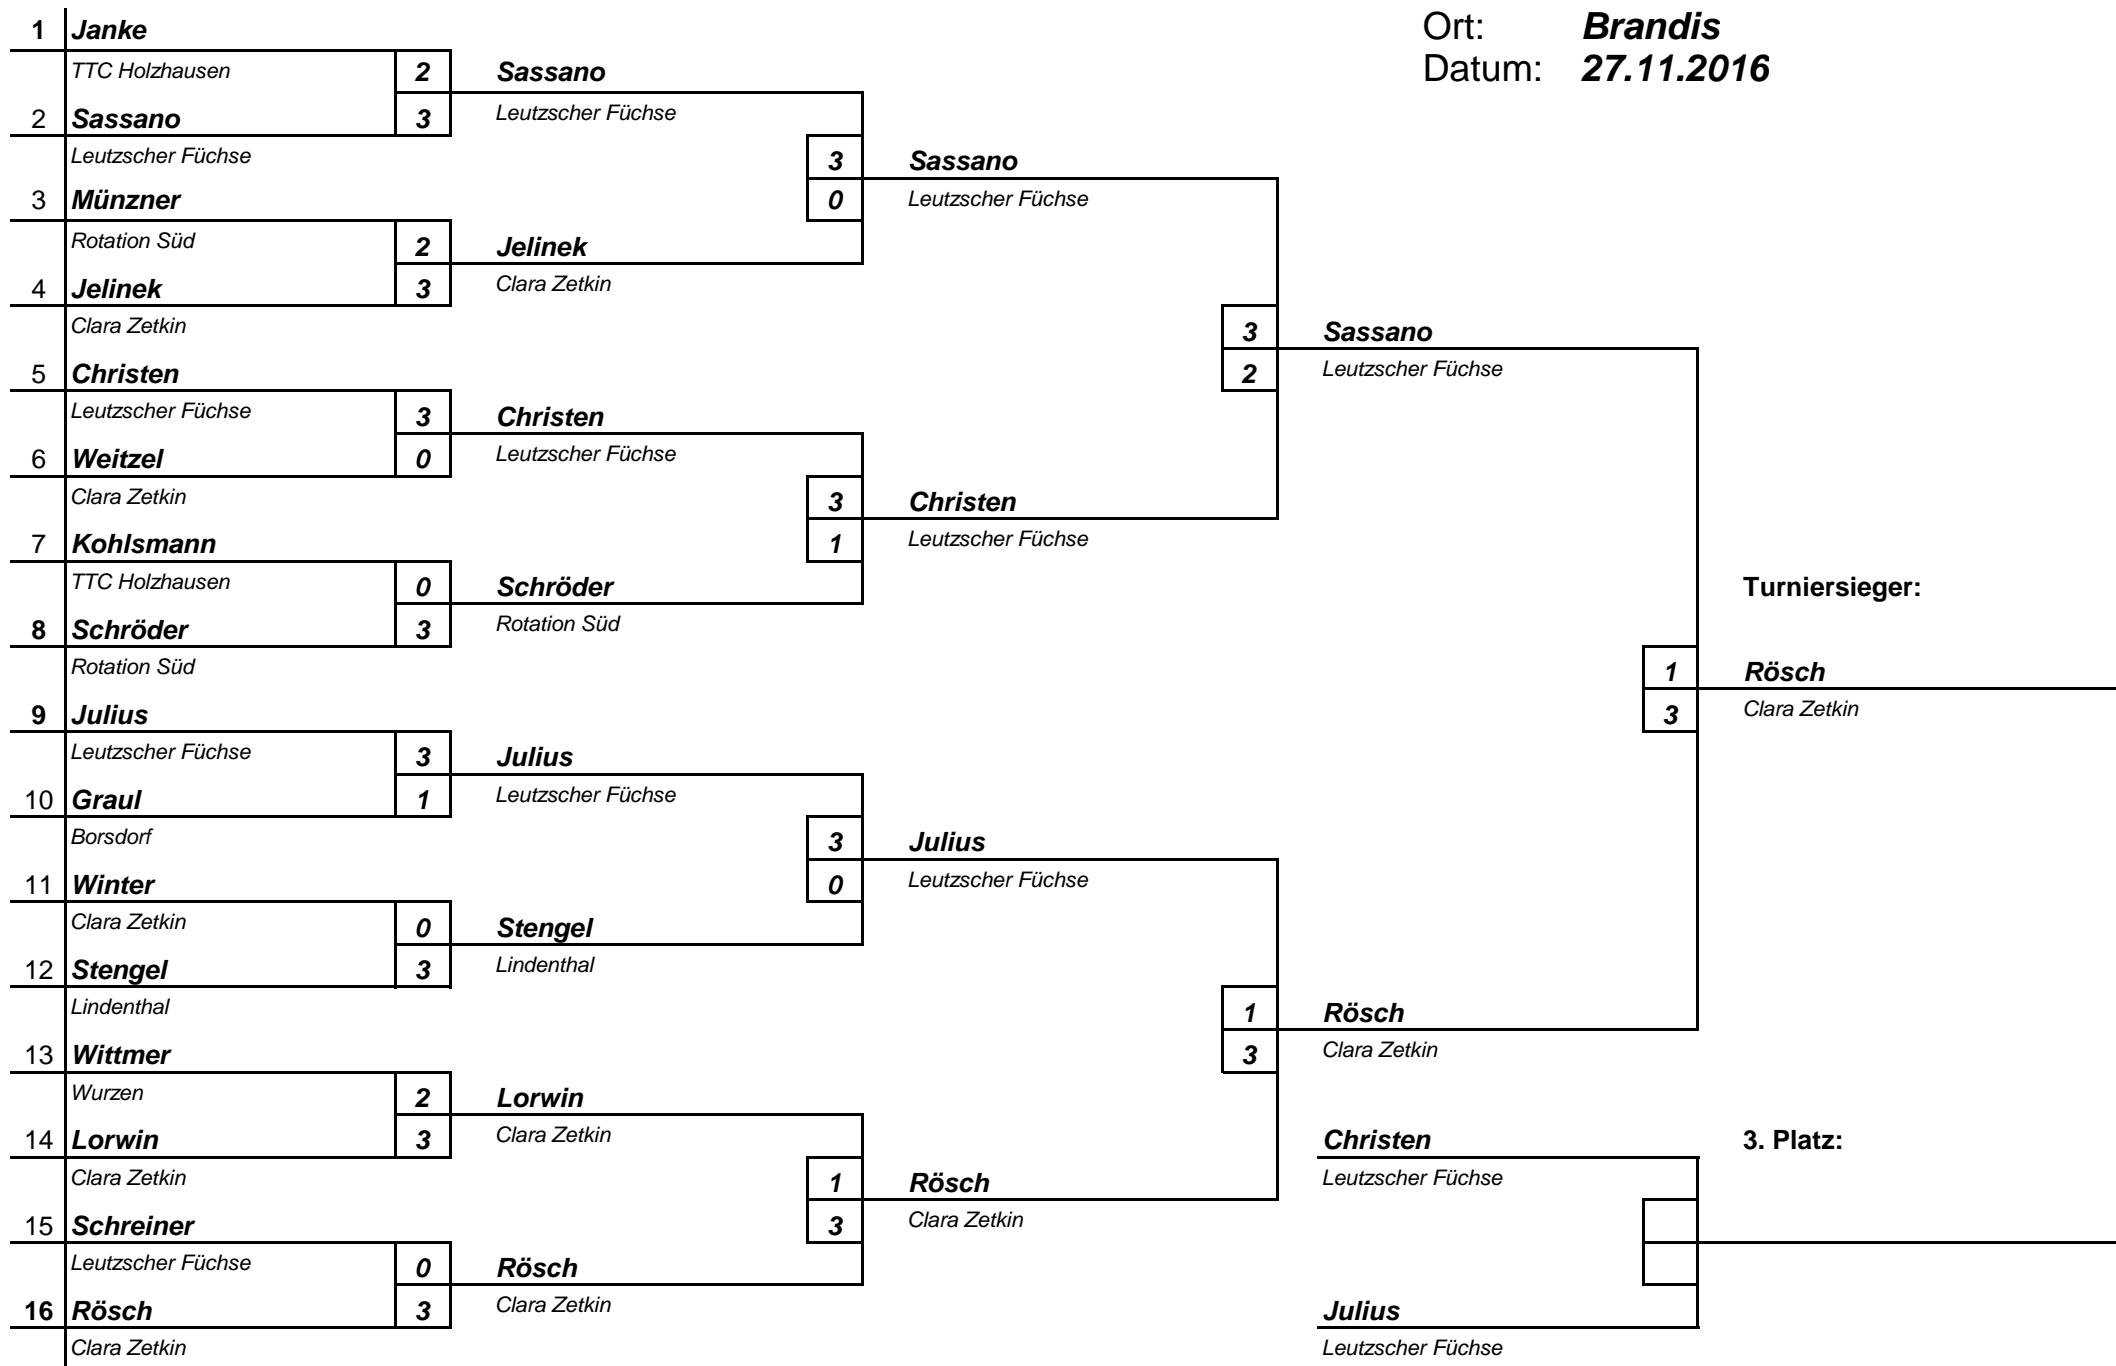 1 Janke
Ort: Brandis
TTC Holzhausen 2 Sassano
Datum: 27.11.2016
2 Sassano 3 Leutzscher Füchse
Leutzscher Füchse 3 Sassano
3 Münzner 0 Leutzscher Füchse
Rotation Süd 2 Jelinek
4 Jelinek 3 Clara Zetkin
Clara Zetkin 3 Sassano
5 Christen 2 Leutzscher Füchse
Leutzscher Füchse 3 Christen
6 Weitzel 0 Leutzscher Füchse
Clara Zetkin 3 Christen
7 Kohlsmann 1 Leutzscher Füchse
TTC Holzhausen 0 Schröder Turniersieger:
8 Schröder 3 Rotation Süd
Rotation Süd 1 Rösch
9 Julius 3 Clara Zetkin
Leutzscher Füchse 3 Julius
10 Graul 1 Leutzscher Füchse
Borsdorf 3 Julius
11 Winter 0 Leutzscher Füchse
Clara Zetkin 0 Stengel
12 Stengel 3 Lindenthal
Lindenthal 1 Rösch
13 Wittmer 3 Clara Zetkin
Wurzen 2 Lorwin
14 Lorwin 3 Clara Zetkin Christen 3. Platz:
Clara Zetkin 1 Rösch Leutzscher Füchse
15 Schreiner 3 Clara Zetkin
Leutzscher Füchse 0 Rösch
16 Rösch 3 Clara Zetkin Julius
Clara Zetkin Leutzscher Füchse